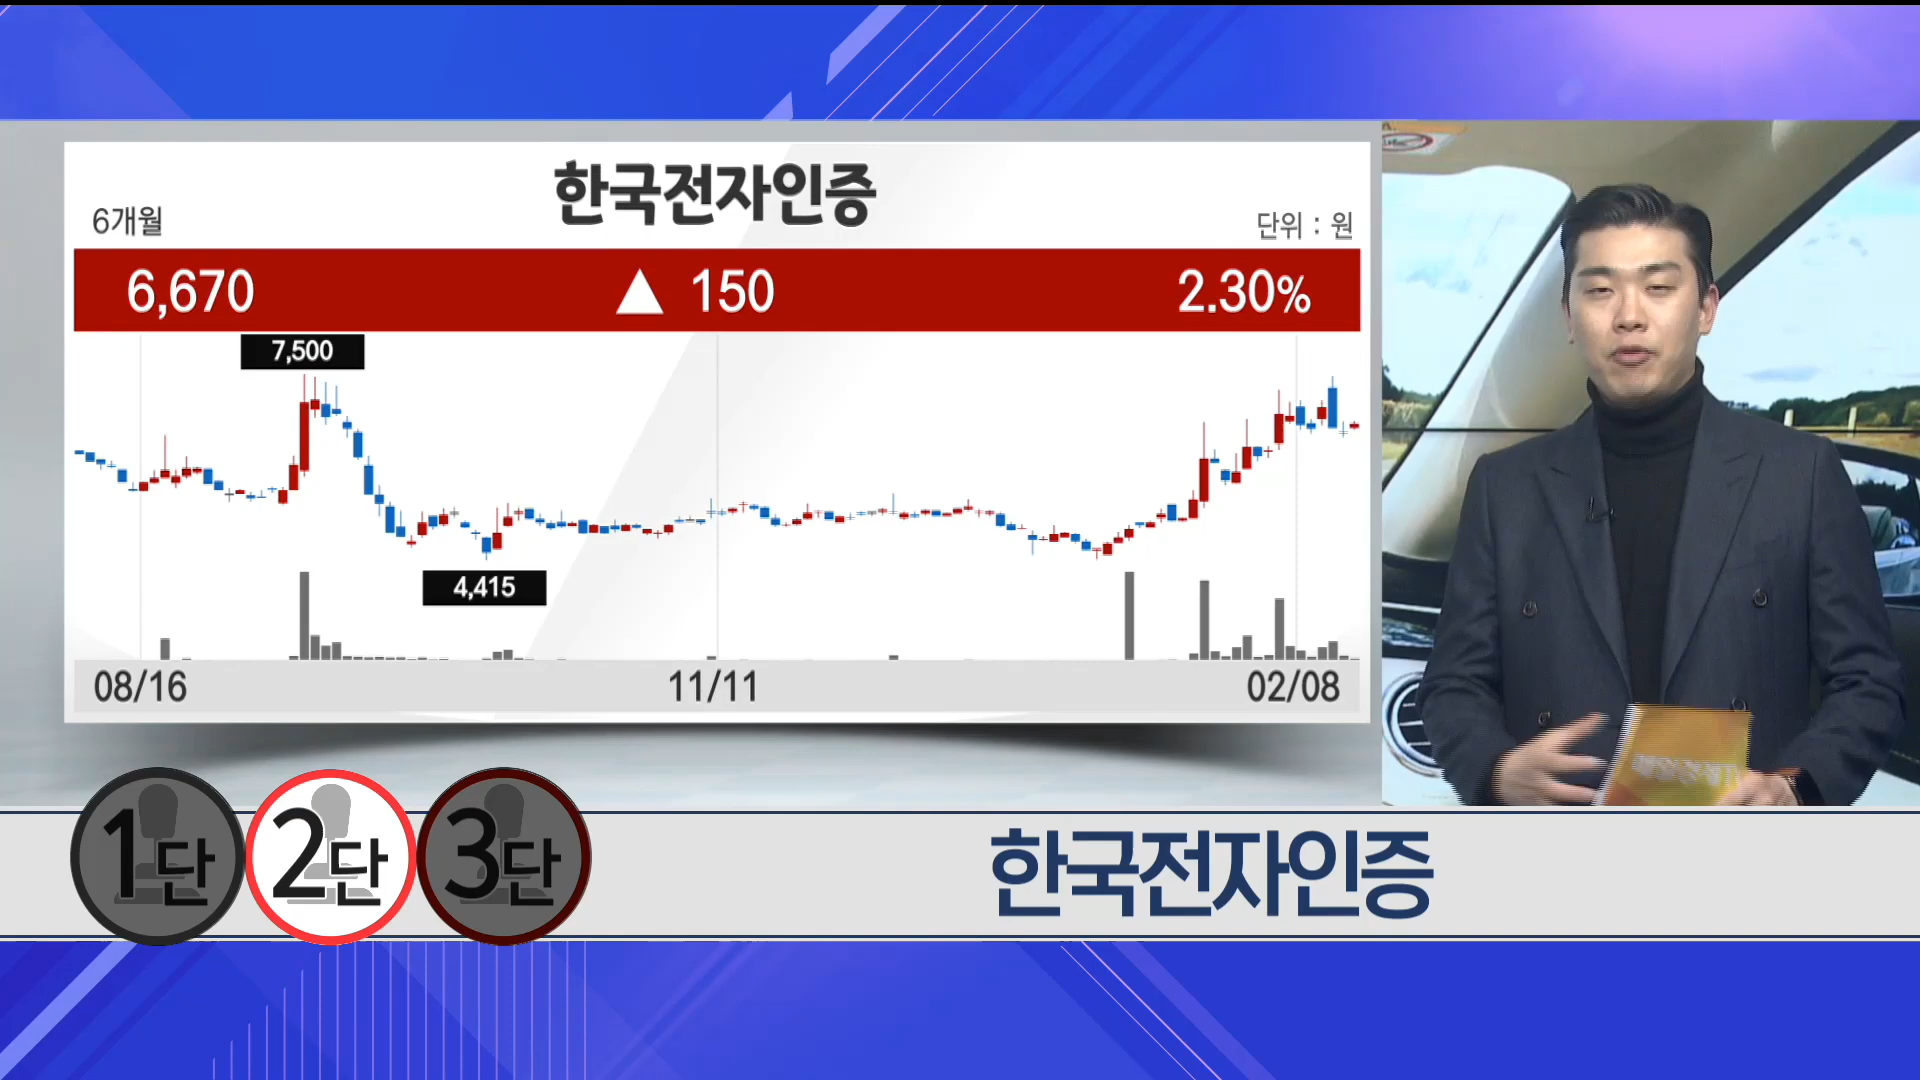 한국전자인증
6개월
단위 : 원
6,670 ▲ 150 2.30%
7,500
4,415
08/16 11/11 02/08
1단 2단 3단
한국전자인증